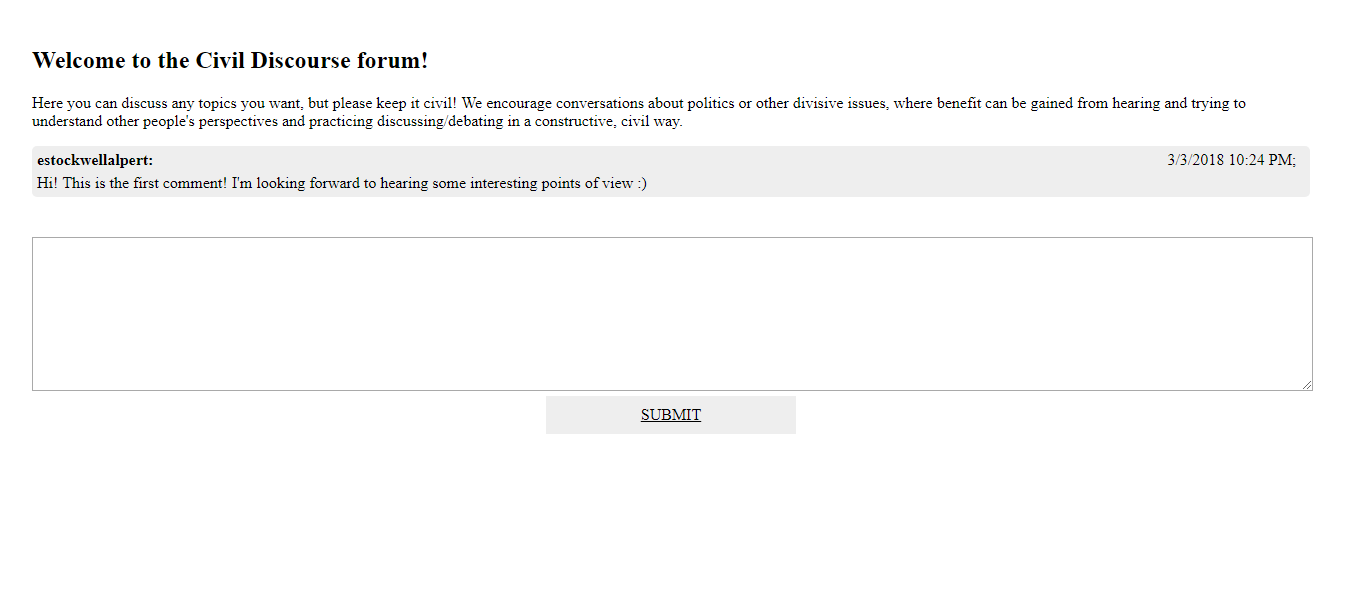 Welcome to the Civil Discourse forum!
Here you can discuss any topics you want, but please keep it civil! We encourage conversations about politics or other divisive issues, where benefit can be gained from hearing and trying to
understand other people's perspectives and practicing discussing/debating in a constructive, civil way.
estockwellalpert: 3/3/2018 10:24 PM;
Hi! This is the first comment! I'm looking forward to hearing some interesting points of view :)
SUBMIT